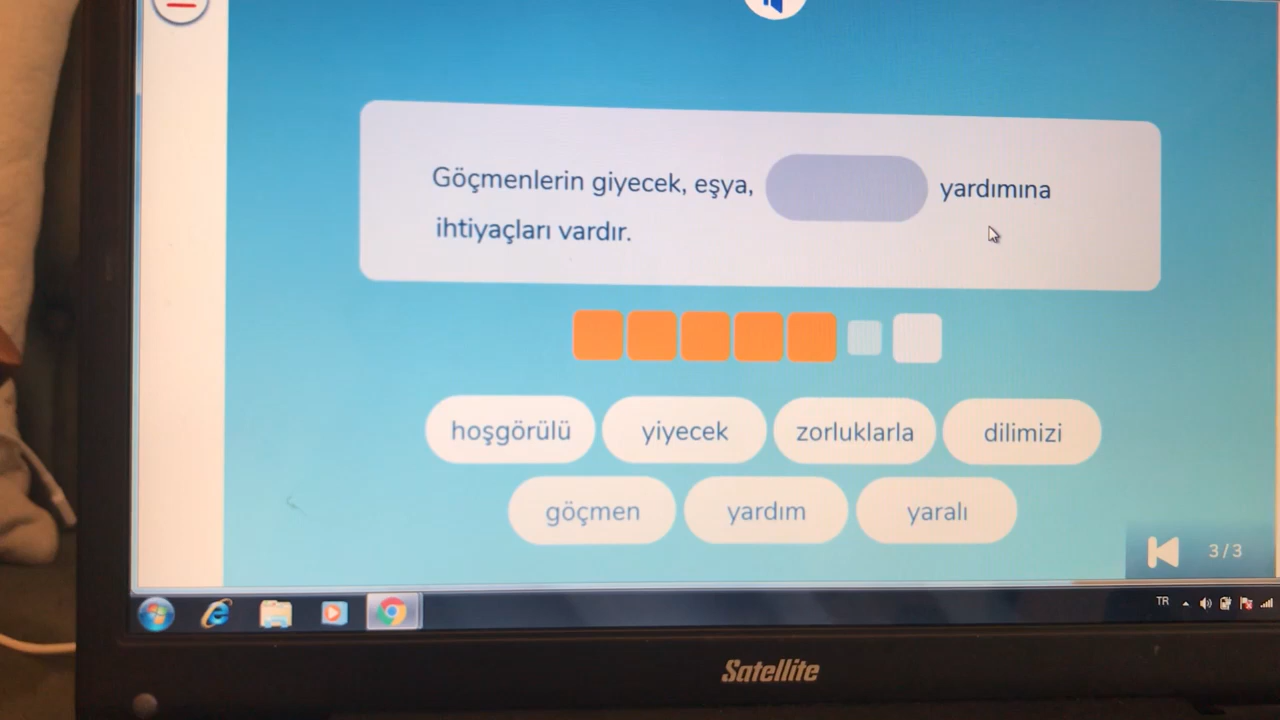 Göçmenlerin giyecek, eşya, yardımına
ihtiyaçları vardır.
hoşgörülü yiyecek zorluklarla dilimizi
göçmen yardım yaralı
3/3
TR
Satellite